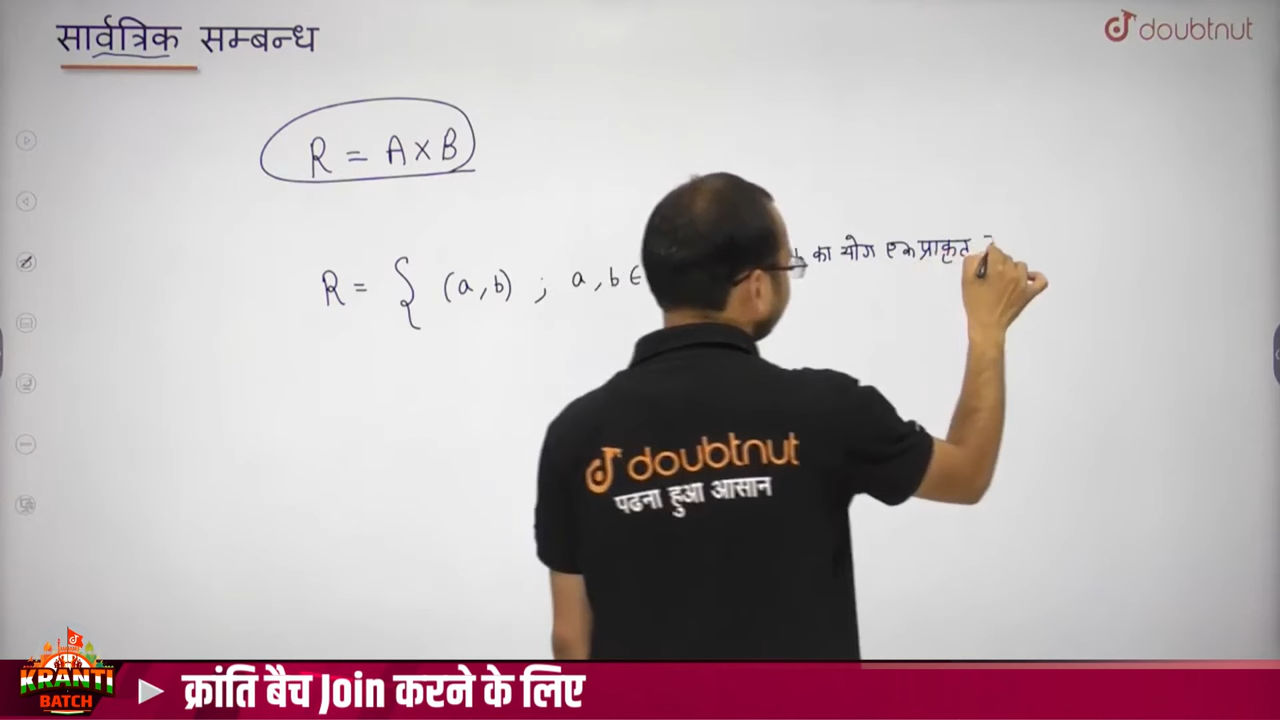 सार्वत्रिक सम्बन्ध
doubtnut
R = A × B
R = { (a, b) ; a, b ∈ का योग एक प्राकृत
doubtnut
पढना हुआ आसान
KRANTI
BATCH
क्रांति बैच Join करने के लिए